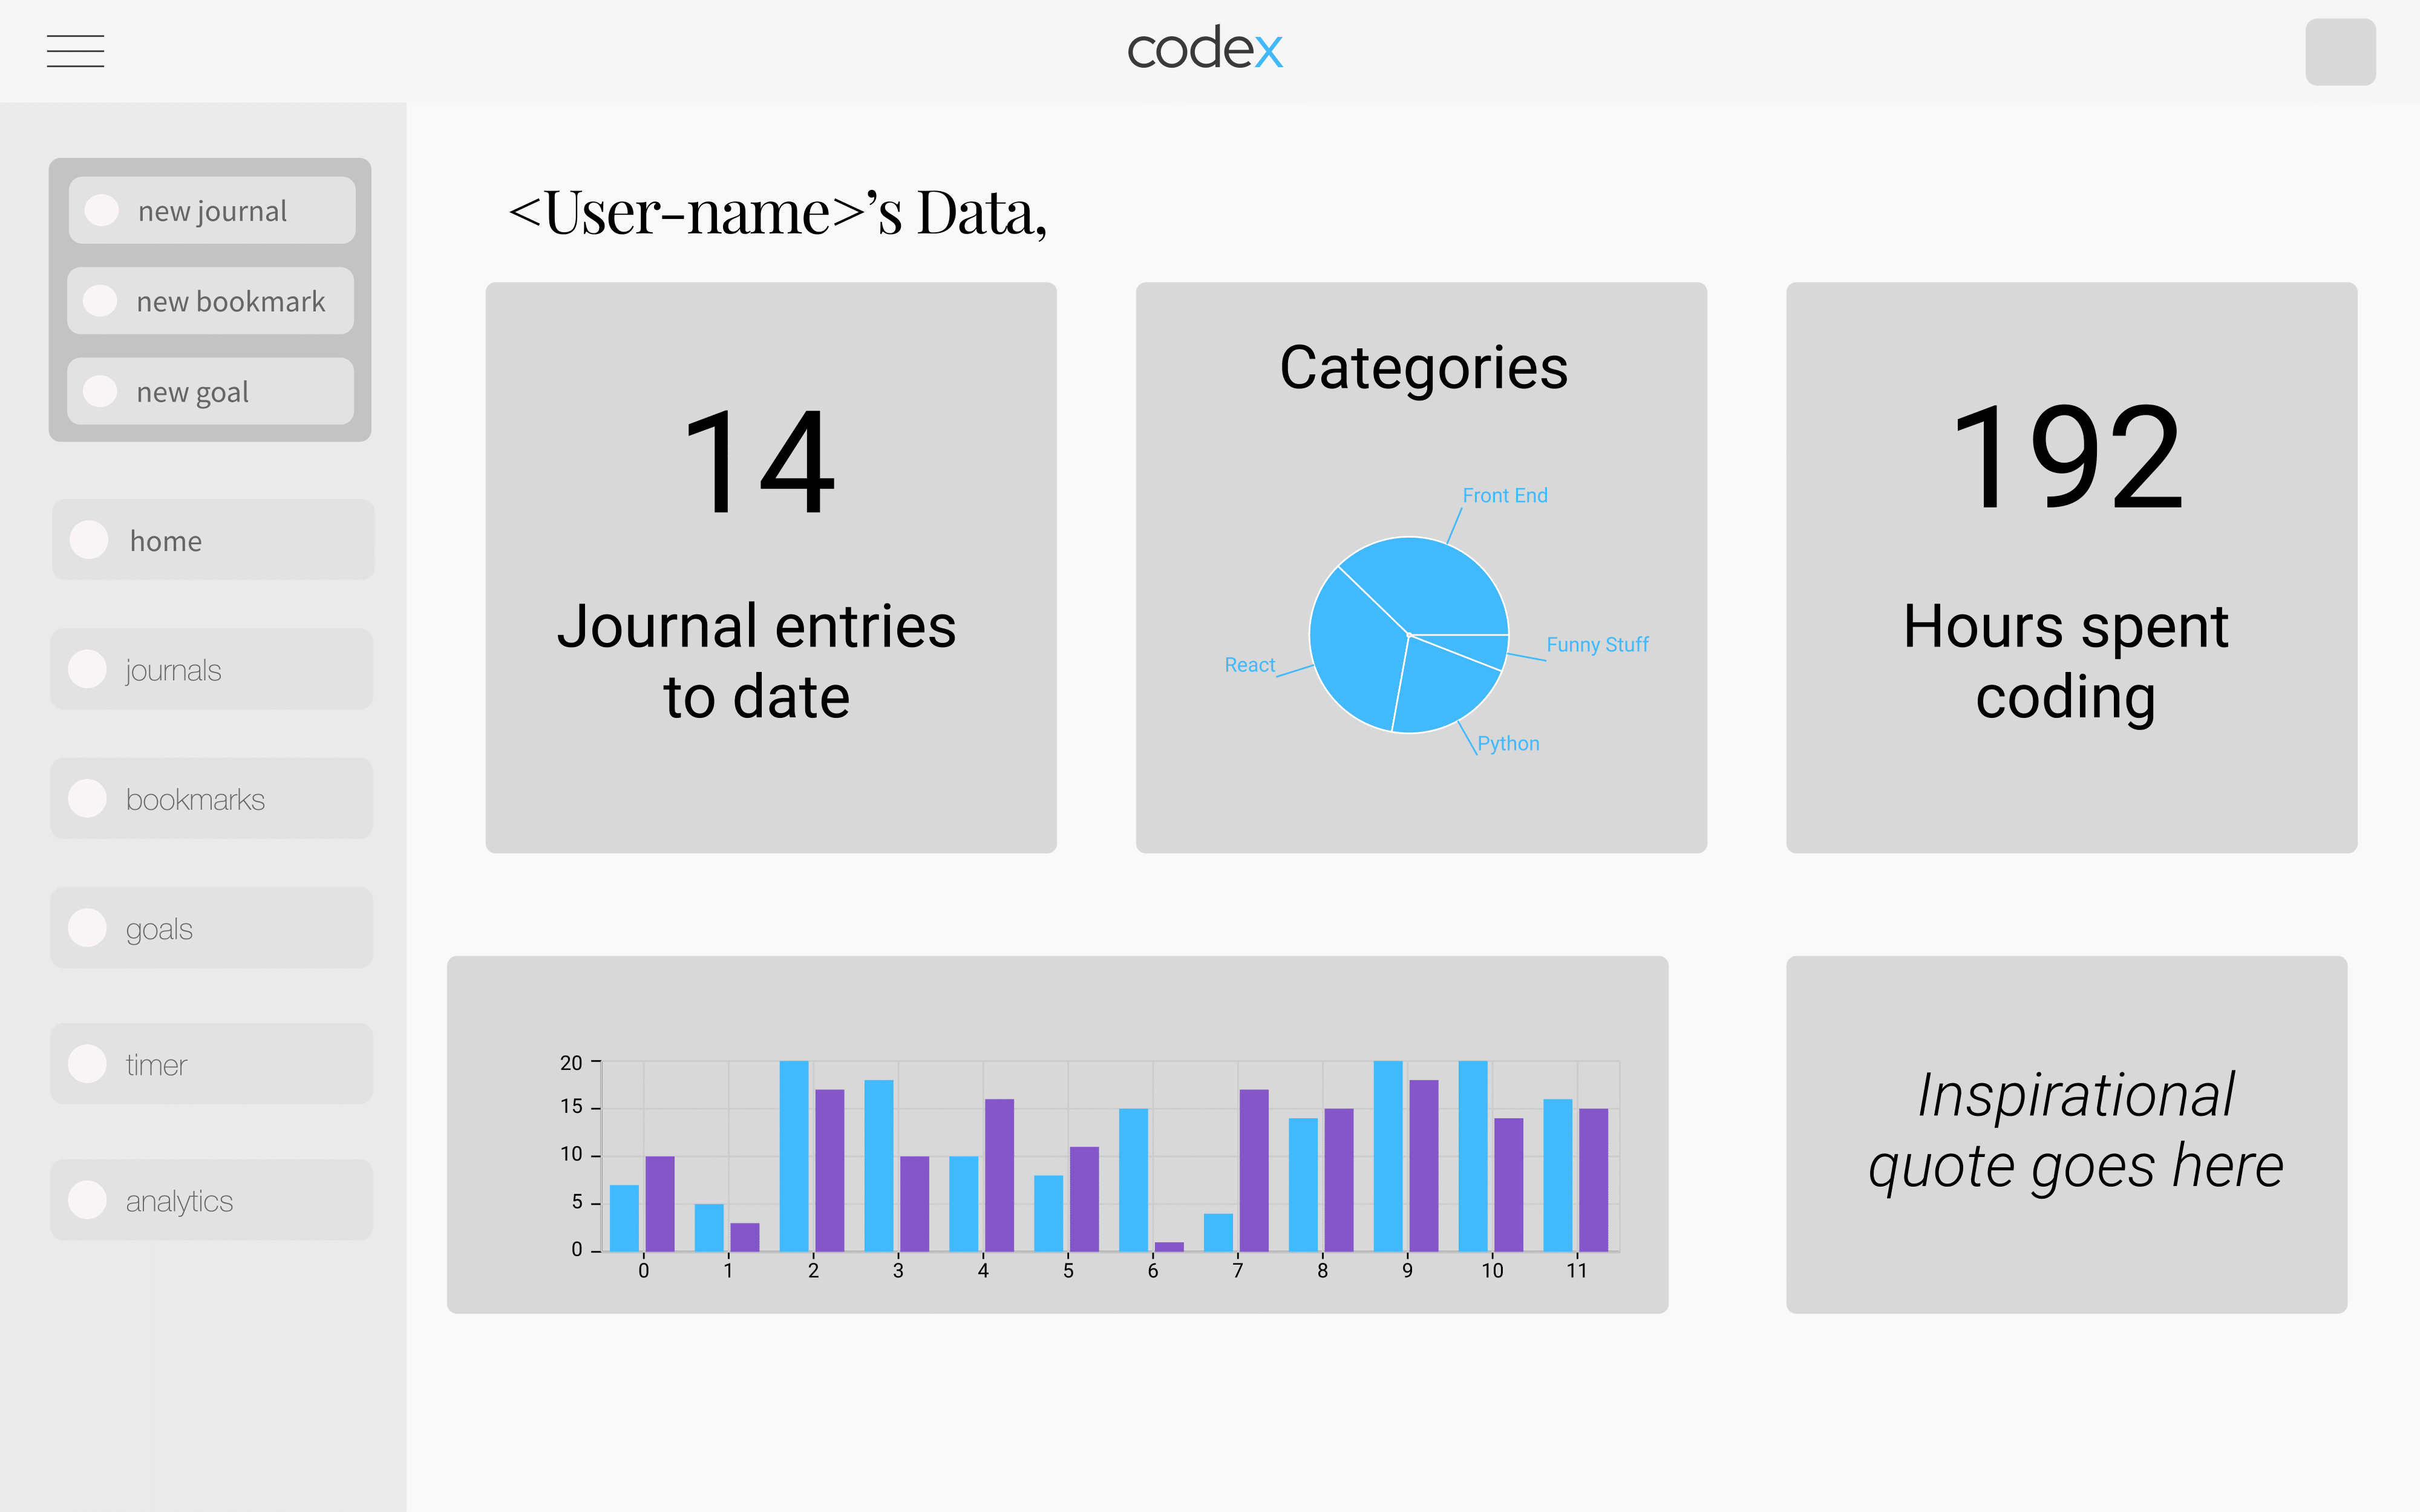 codex
new journal
new bookmark
new goal
home
journals
bookmarks
goals
timer
analytics
<User-name>’s Data,
14
Journal entries
to date
Categories
Front End
Funny Stuff
React
Python
192
Hours spent
coding
20
15
10
5
0
0 1 2 3 4 5 6 7 8 9 10 11
Inspirational
quote goes here